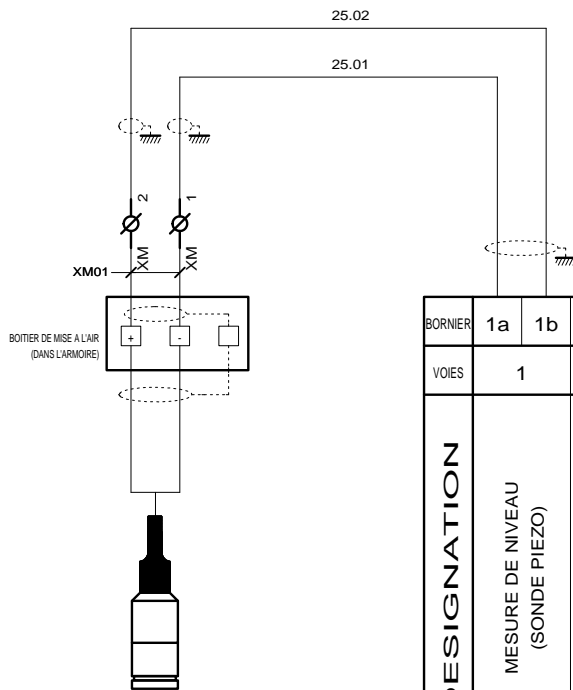 25.02
25.01
2
1
XM
XM
XM01
BOITIER DE MISE A L'AIR
(DANS L'ARMOIRE)
+
-
BORNIER
1a
1b
VOIES
1
ESIGNATION
MESURE DE NIVEAU
(SONDE PIEZO)